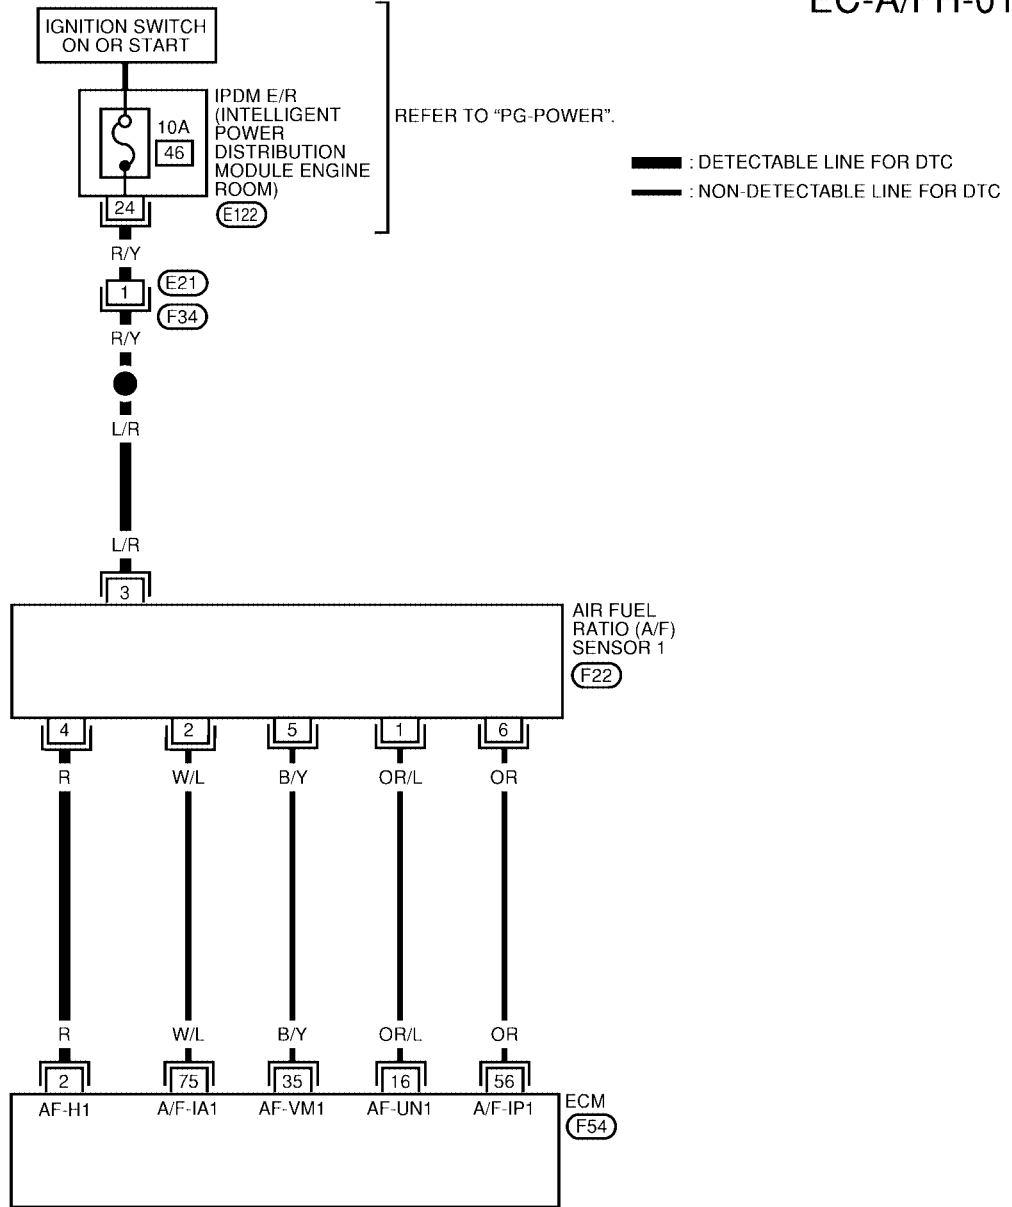 EC-A/FH-01
IGNITION SWITCH
ON OR START
IPDM E/R
(INTELLIGENT
POWER
DISTRIBUTION
MODULE ENGINE
ROOM)
E122
10A
46
24
REFER TO “PG-POWER”.
: DETECTABLE LINE FOR DTC
: NON-DETECTABLE LINE FOR DTC
R/Y
1
E21
F34
R/Y
L/R
L/R
3
AIR FUEL
RATIO (A/F)
SENSOR 1
F22
4 2 5 1 6
R W/L B/Y OR/L OR
R W/L B/Y OR/L OR
2 75 35 16 56
AF-H1 A/F-IA1 AF-VM1 AF-UN1 A/F-IP1
ECM
F54